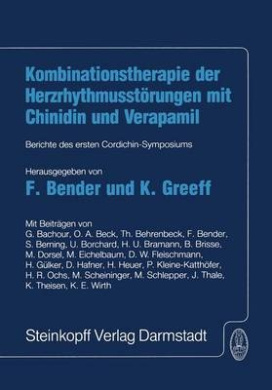 Kombinationstherapie der
Herzrhythmusstörungen mit
Chinidin und Verapamil
Berichte des ersten Cordichin-Symposiums
Herausgegeben von
F. Bender und K. Greeff
Mit Beiträgen von
G. Bachour, O. A. Beck, Th. Behrenbeck, F. Bender,
S. Berning, U. Borchard, H. U. Bramann, B. Brisse,
M. Dorsel, M. Eichelbaum, D. W. Fleischmann,
H. Gülker, D. Hafner, H. Heuer, P. Kleine-Katthöfer,
H. R. Ochs, M. Scheininger, M. Schlepper, J. Thale,
K. Theisen, K. E. Wirth
Steinkopff Verlag Darmstadt